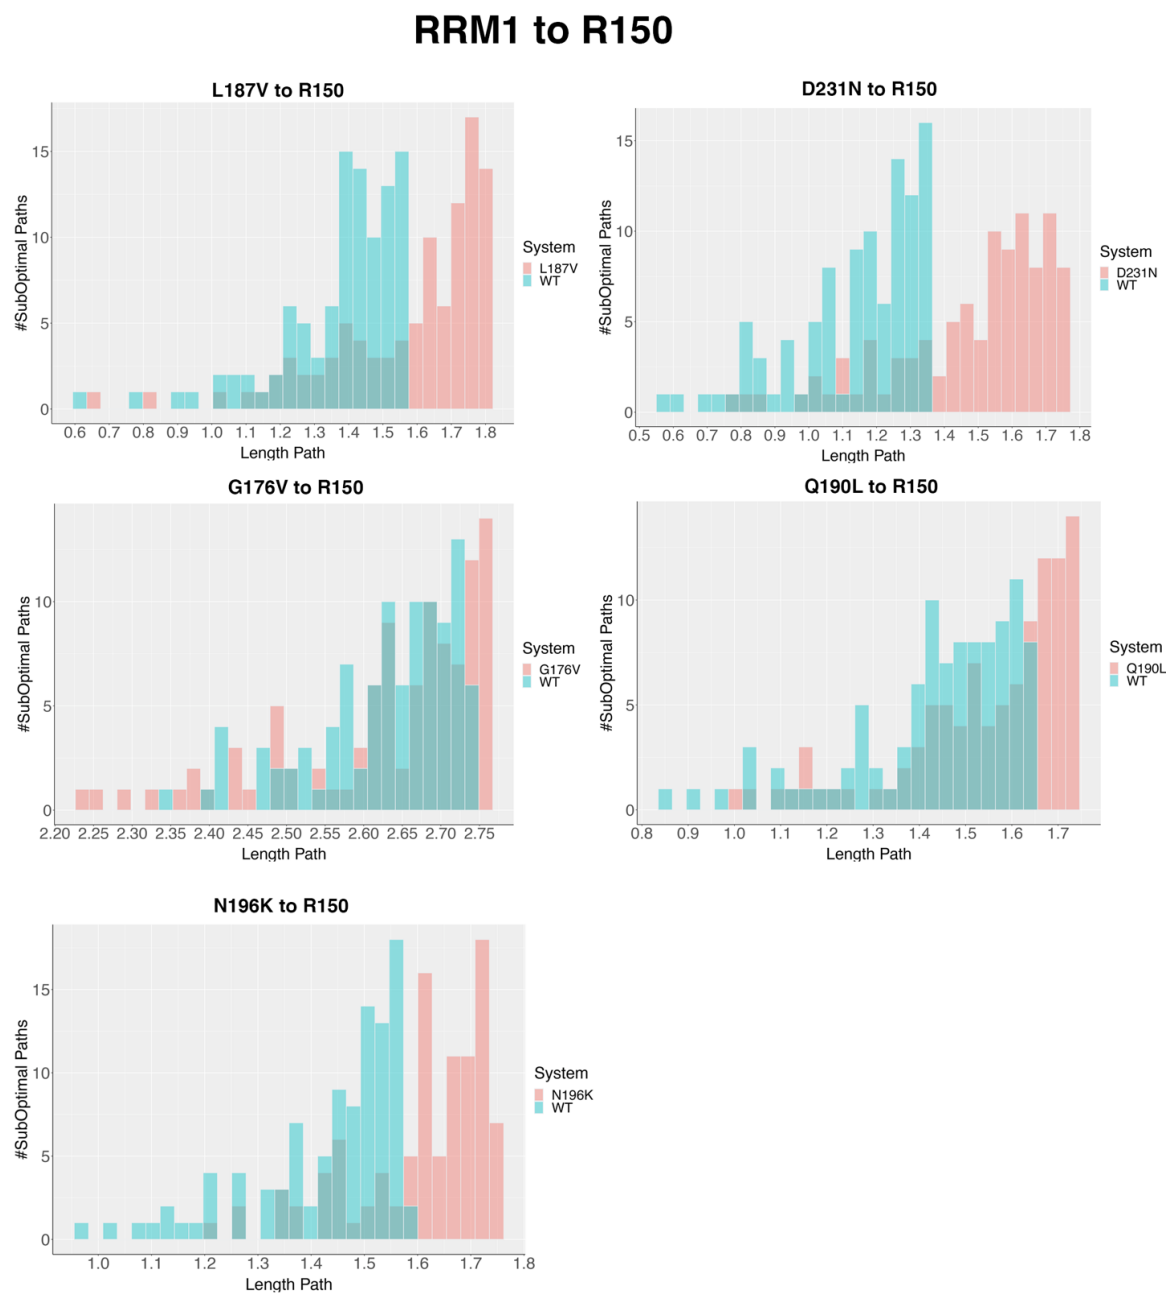 RRM1 to R150
L187V to R150
#SubOptimal Paths
15
10
5
0
0.6 0.7 0.8 0.9 1.0 1.1 1.2 1.3 1.4 1.5 1.6 1.7 1.8
Length Path
System
L187V
WT
D231N to R150
#SubOptimal Paths
15
10
5
0
0.5 0.6 0.7 0.8 0.9 1.0 1.1 1.2 1.3 1.4 1.5 1.6 1.7 1.8
Length Path
System
D231N
WT
G176V to R150
#SubOptimal Paths
10
5
0
2.20 2.25 2.30 2.35 2.40 2.45 2.50 2.55 2.60 2.65 2.70 2.75
Length Path
System
G176V
WT
Q190L to R150
#SubOptimal Paths
10
5
0
0.8 0.9 1.0 1.1 1.2 1.3 1.4 1.5 1.6 1.7
Length Path
System
Q190L
WT
N196K to R150
#SubOptimal Paths
15
10
5
0
1.0 1.1 1.2 1.3 1.4 1.5 1.6 1.7 1.8
Length Path
System
N196K
WT